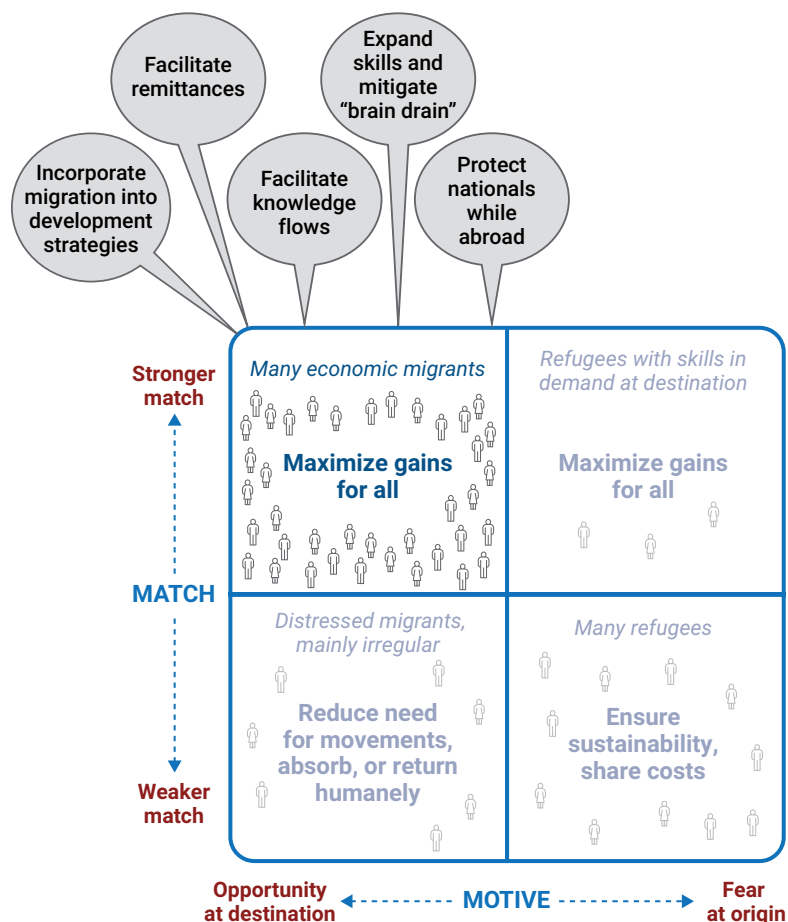 Facilitate
remittances
Expand
skills and
mitigate
“brain drain”
Incorporate
migration into
development
strategies
Facilitate
knowledge
flows
Protect
nationals
while
abroad
Stronger
match
MATCH
Weaker
match
Many economic migrants
Maximize gains
for all
Refugees with skills in
demand at destination
Maximize gains
for all
Distressed migrants,
mainly irregular
Reduce need
for movements,
absorb, or return
humanely
Many refugees
Ensure
sustainability,
share costs
Opportunity
at destination
MOTIVE
Fear
at origin